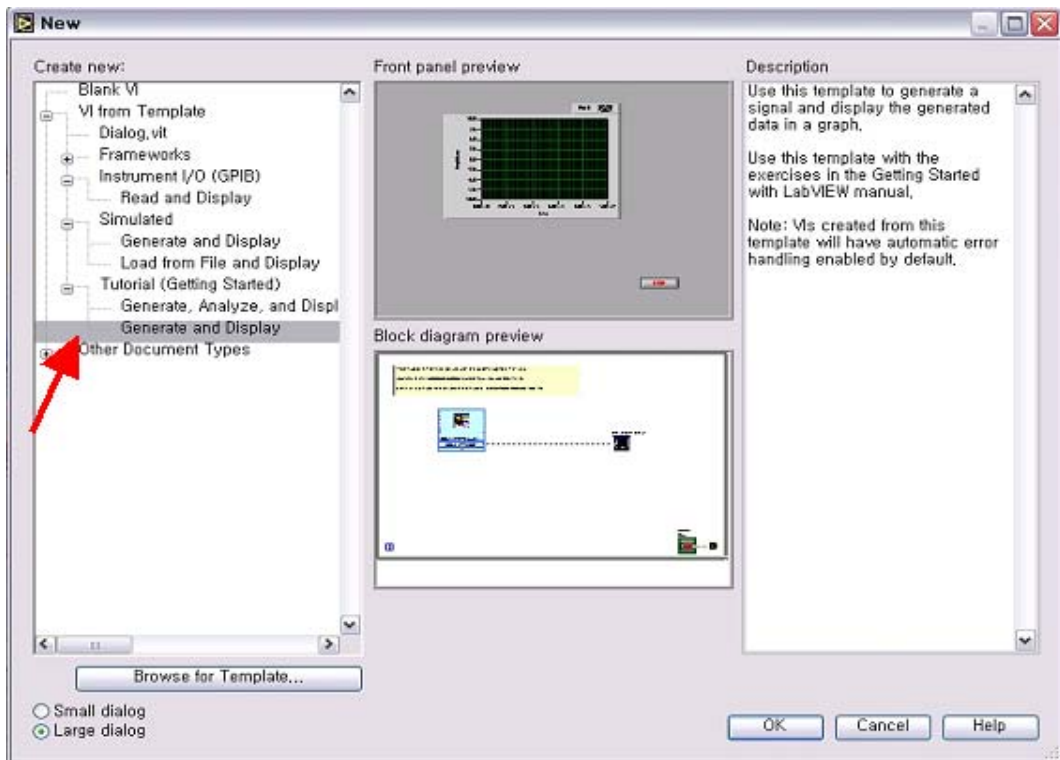 New
Create new:
Blank VI
VI from Template
Dialog.vit
Frameworks
Instrument I/O (GPIB)
Read and Display
Simulated
Generate and Display
Load from File and Display
Tutorial (Getting Started)
Generate, Analyze, and Displ
Generate and Display
Other Document Types
Browse for Template...
Small dialog
Large dialog
Front panel preview
Block diagram preview
Description
Use this template to generate a
signal and display the generated
data in a graph.
Use this template with the
exercises in the Getting Started
with LabVIEW manual.
Note: VIs created from this
template will have automatic error
handling enabled by default.
OK
Cancel
Help